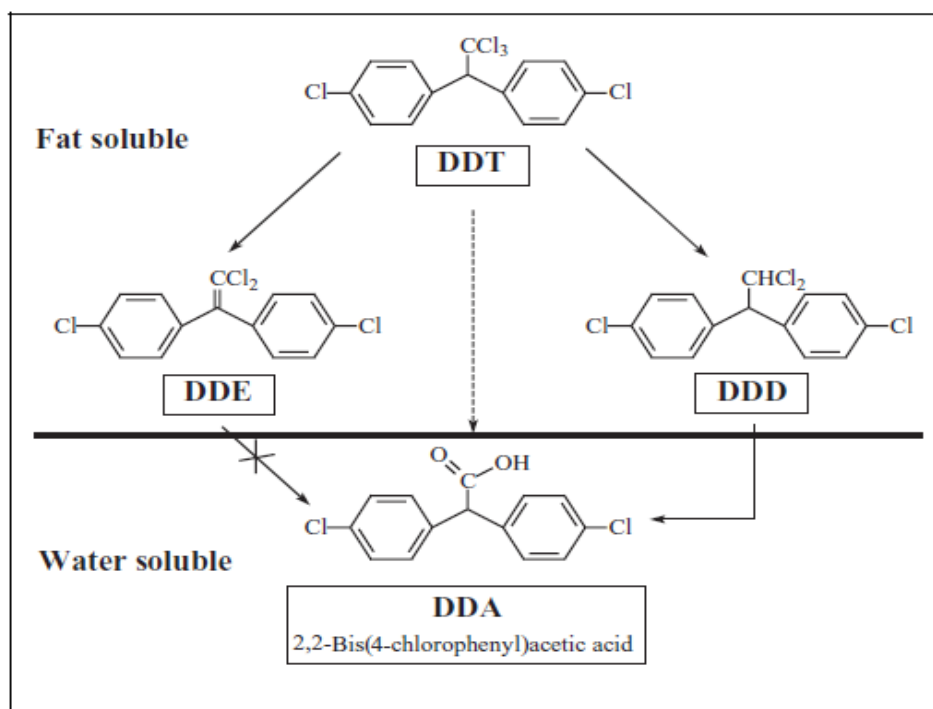 CCl3
Cl Cl
Fat soluble
DDT
CCl2
Cl Cl
DDE
CHCl2
Cl Cl
DDD
O OH
C
Cl Cl
Water soluble
DDA
2,2-Bis(4-chlorophenyl)acetic acid